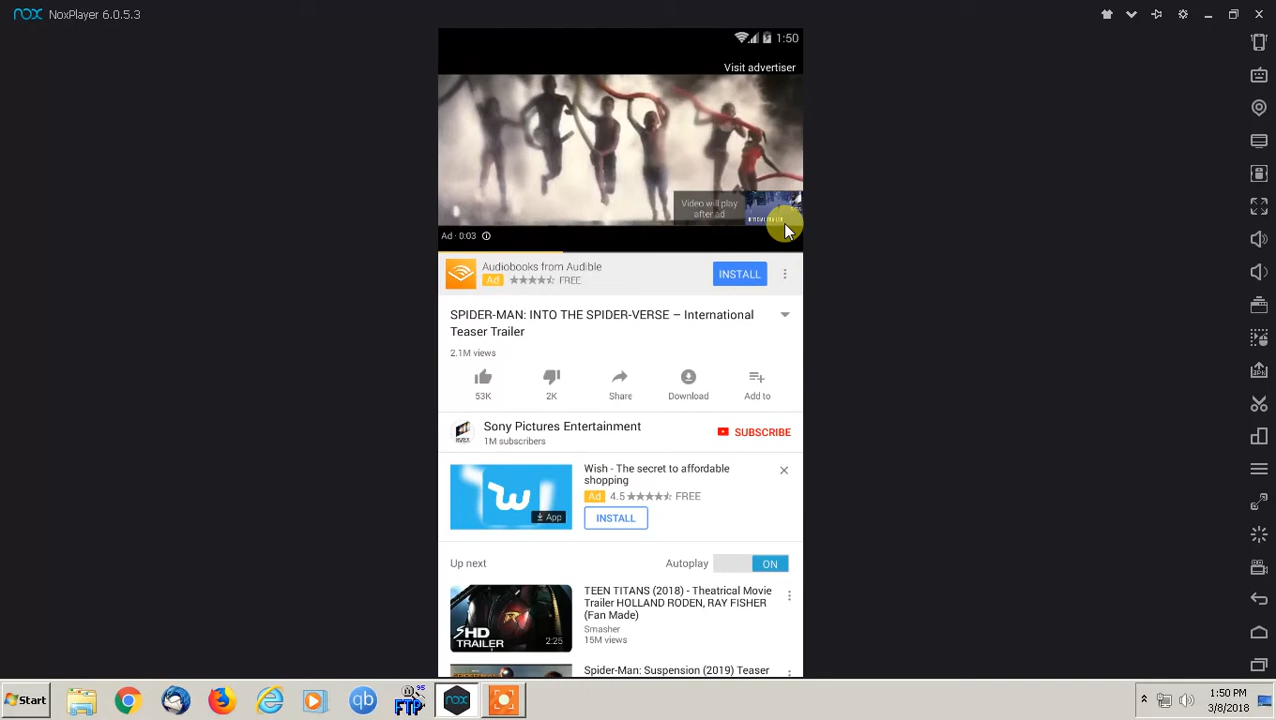 nox NoxPlayer 6.0.5.3
1:50
Visit advertiser
Video will play
after ad
Ad · 0:03
Audiobooks from Audible
Ad FREE
INSTALL
SPIDER-MAN: INTO THE SPIDER-VERSE – International
Teaser Trailer
2.1M views
53K 2K Share Download Add to
Sony Pictures Entertainment
1M subscribers
SUBSCRIBE
Wish - The secret to affordable
shopping
Ad 4.5 FREE
App
INSTALL
Up next Autoplay ON
TEEN TITANS (2018) - Theatrical Movie
Trailer HOLLAND RODEN, RAY FISHER
(Fan Made)
Smasher
15M views
HD
TRAILER
2:25
Spider-Man: Suspension (2019) Teaser
Start
qb
FTP
nox
1:50 PM
3/8/2018